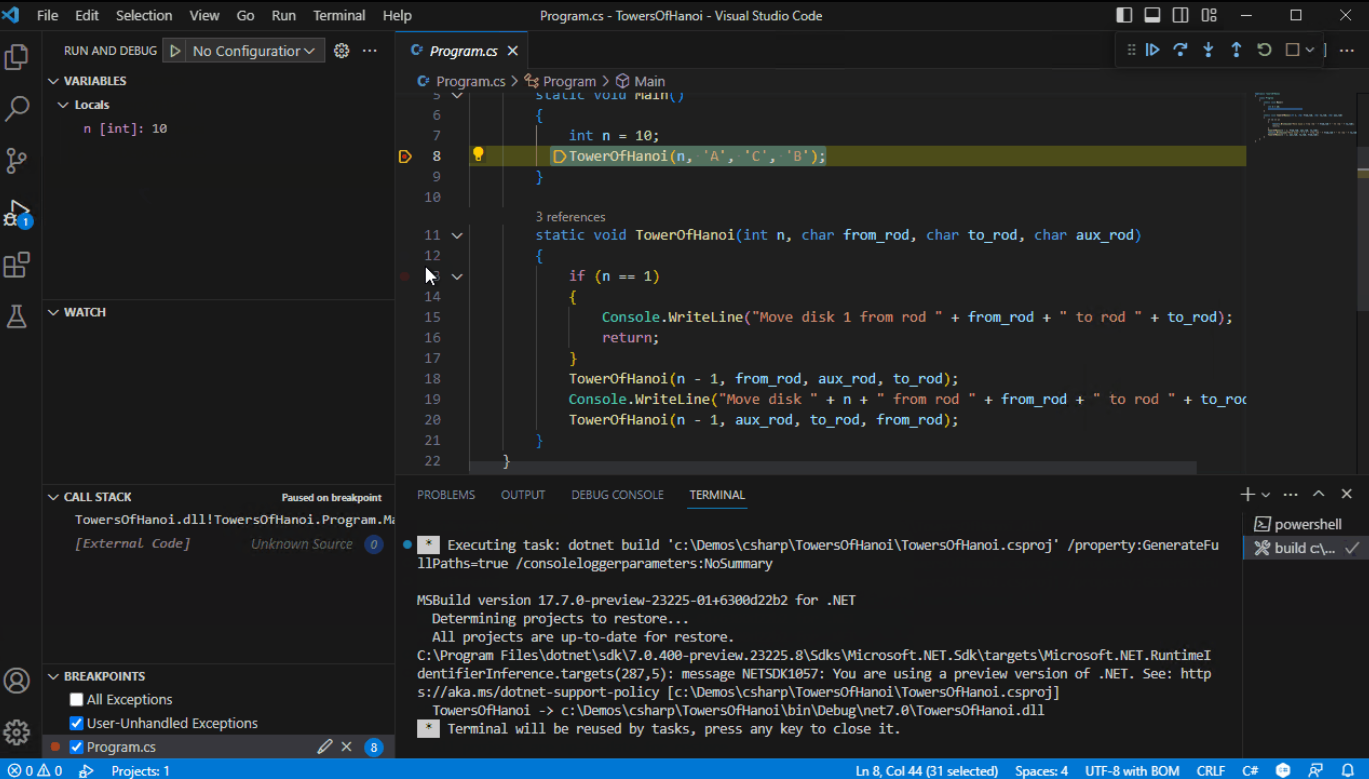 File Edit Selection View Go Run Terminal Help
Program.cs - TowersOfHanoi - Visual Studio Code
RUN AND DEBUG No Configuration
VARIABLES
Locals
n [int]: 10
WATCH
CALL STACK Paused on breakpoint
TowersOfHanoi.dll!TowersOfHanoi.Program.Ma
[External Code] Unknown Source 0
BREAKPOINTS
All Exceptions
User-Unhandled Exceptions
Program.cs 8
1
C# Program.cs
C# Program.cs > Program > Main
5 static void Main()
6 {
7 int n = 10;
8 TowerOfHanoi(n, 'A', 'C', 'B');
9 }
10
3 references
11 static void TowerOfHanoi(int n, char from_rod, char to_rod, char aux_rod)
12 {
3 if (n == 1)
14 {
15 Console.WriteLine("Move disk 1 from rod " + from_rod + " to rod " + to_rod);
16 return;
17 }
18 TowerOfHanoi(n - 1, from_rod, aux_rod, to_rod);
19 Console.WriteLine("Move disk " + n + " from rod " + from_rod + " to rod " + to_rod
20 TowerOfHanoi(n - 1, aux_rod, to_rod, from_rod);
21 }
22 }
PROBLEMS OUTPUT DEBUG CONSOLE TERMINAL
* Executing task: dotnet build 'c:\Demos\csharp\TowersOfHanoi\TowersOfHanoi.csproj' /property:GenerateFu
llPaths=true /consoleloggerparameters:NoSummary
MSBuild version 17.7.0-preview-23225-01+6300d22b2 for .NET
Determining projects to restore...
All projects are up-to-date for restore.
C:\Program Files\dotnet\sdk\7.0.400-preview.23225.8\Sdks\Microsoft.NET.Sdk\targets\Microsoft.NET.RuntimeI
dentifierInference.targets(287,5): message NETSDK1057: You are using a preview version of .NET. See: http
s://aka.ms/dotnet-support-policy [c:\Demos\csharp\TowersOfHanoi\TowersOfHanoi.csproj]
TowersOfHanoi -> c:\Demos\csharp\TowersOfHanoi\bin\Debug\net7.0\TowersOfHanoi.dll
* Terminal will be reused by tasks, press any key to close it.
powershell
build c:\...
0 0 Projects: 1
Ln 8, Col 44 (31 selected) Spaces: 4 UTF-8 with BOM CRLF C#